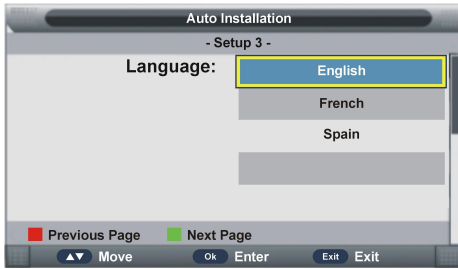 Auto Installation
- Setup 3 -
Language:
English
French
Spain
Previous Page Next Page
▲▼ Move Ok Enter Exit Exit